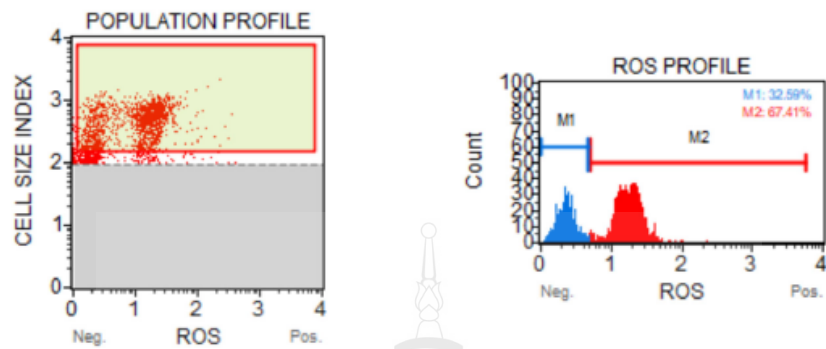 POPULATION PROFILE
4
3
2
1
0
CELL SIZE INDEX
0 1 2 3 4
Neg. ROS Pos.
ROS PROFILE
M1: 32.59%
M2: 67.41%
M1
M2
100
90
80
70
60
50
40
30
20
10
0
Count
0 1 2 3 4
Neg. ROS Pos.